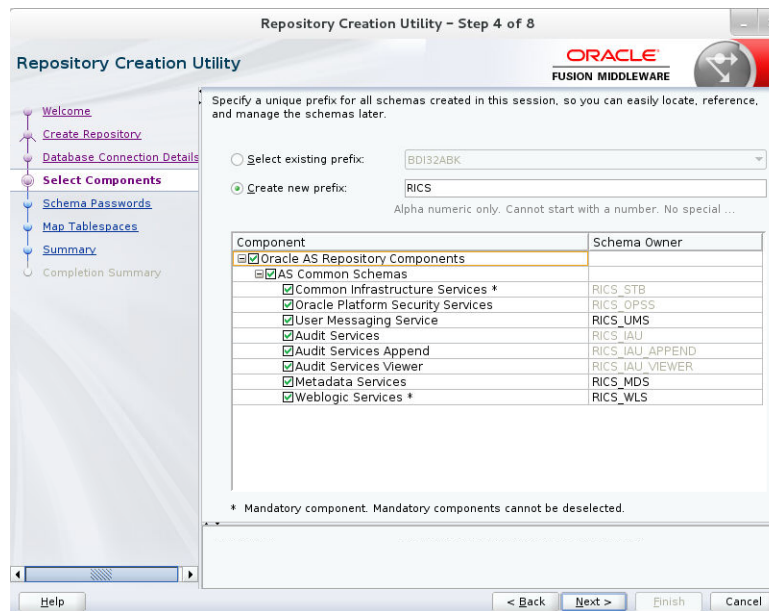 Repository Creation Utility – Step 4 of 8
Repository Creation Utility
ORACLE
FUSION MIDDLEWARE
Welcome
Create Repository
Database Connection Details
Select Components
Schema Passwords
Map Tablespaces
Summary
Completion Summary
Specify a unique prefix for all schemas created in this session, so you can easily locate, reference,
and manage the schemas later.
Select existing prefix: BDI32ABK
Create new prefix: RICS
Alpha numeric only. Cannot start with a number. No special ...
Component Schema Owner
Oracle AS Repository Components
AS Common Schemas
Common Infrastructure Services * RICS_STB
Oracle Platform Security Services RICS_OPSS
User Messaging Service RICS_UMS
Audit Services RICS_IAU
Audit Services Append RICS_IAU_APPEND
Audit Services Viewer RICS_IAU_VIEWER
Metadata Services RICS_MDS
Weblogic Services * RICS_WLS
* Mandatory component. Mandatory components cannot be deselected.
Help < Back Next > Finish Cancel